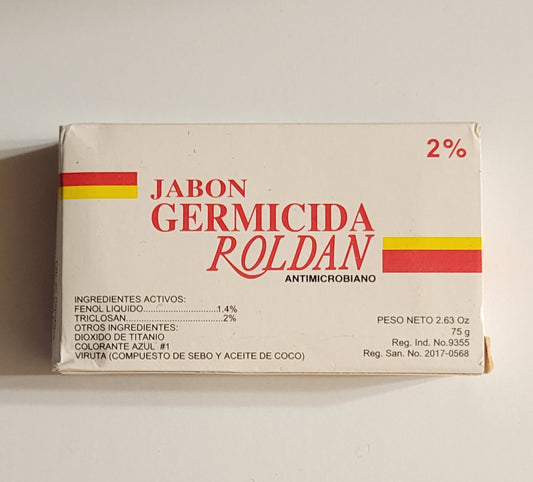 2%
JABON
GERMICIDA
ROLDAN
ANTIMICROBIANO
INGREDIENTES ACTIVOS:
FENOL LIQUIDO..............................1,4%
TRICLOSAN........................................2%
OTROS INGREDIENTES:
DIOXIDO DE TITANIO
COLORANTE AZUL #1
VIRUTA (COMPUESTO DE SEBO Y ACEITE DE COCO)
PESO NETO 2.63 Oz
75 g
Reg. Ind. No.9355
Reg. San. No. 2017-0568